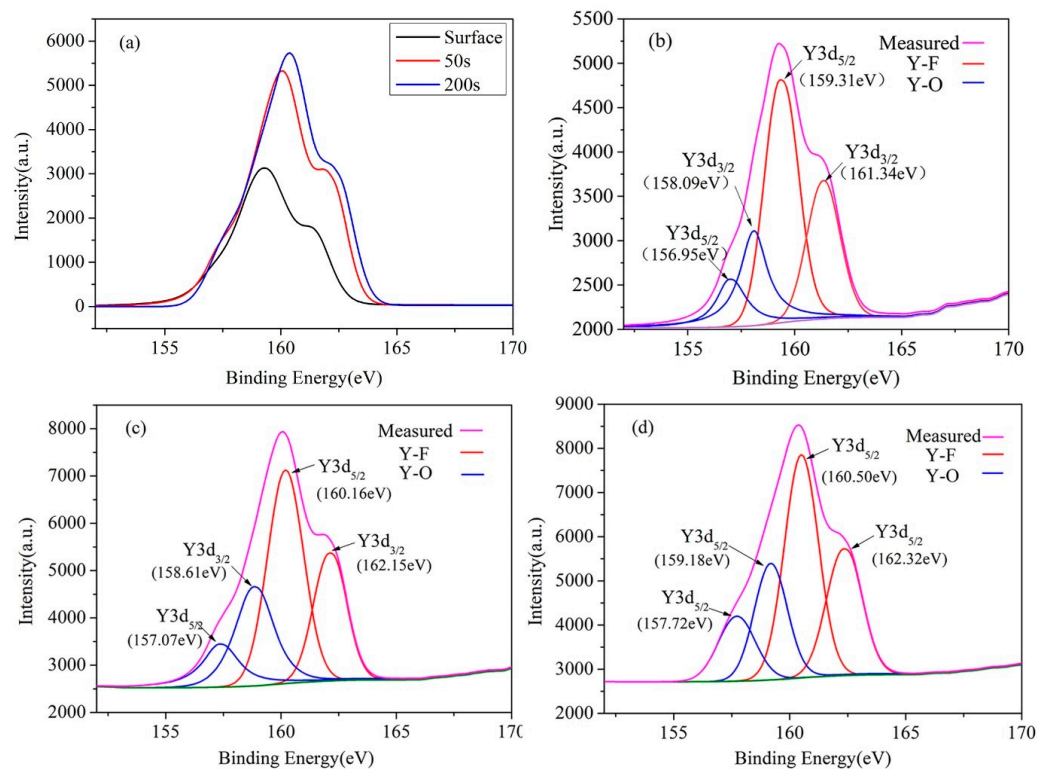 (a)
Surface
50s
200s
6000
5000
4000
3000
2000
1000
0
Intensity(a.u.)
155 160 165 170
Binding Energy(eV)
(b)
Measured
Y-F
Y-O
Y3d5/2
(159.31eV)
Y3d3/2
(161.34eV)
Y3d3/2
(158.09eV)
Y3d5/2
(156.95eV)
5500
5000
4500
4000
3500
3000
2500
2000
Intensity(a.u.)
155 160 165 170
Binding Energy(eV)
(c)
Measured
Y-F
Y-O
Y3d5/2
(160.16eV)
Y3d3/2
(162.15eV)
Y3d3/2
(158.61eV)
Y3d5/2
(157.07eV)
8000
7000
6000
5000
4000
3000
2000
Intensity(a.u.)
155 160 165 170
Binding Energy(eV)
(d)
Measured
Y-F
Y-O
Y3d5/2
(160.50eV)
Y3d5/2
(162.32eV)
Y3d5/2
(159.18eV)
Y3d5/2
(157.72eV)
9000
8000
7000
6000
5000
4000
3000
2000
Intensity(a.u.)
155 160 165 170
Binding Energy(eV)